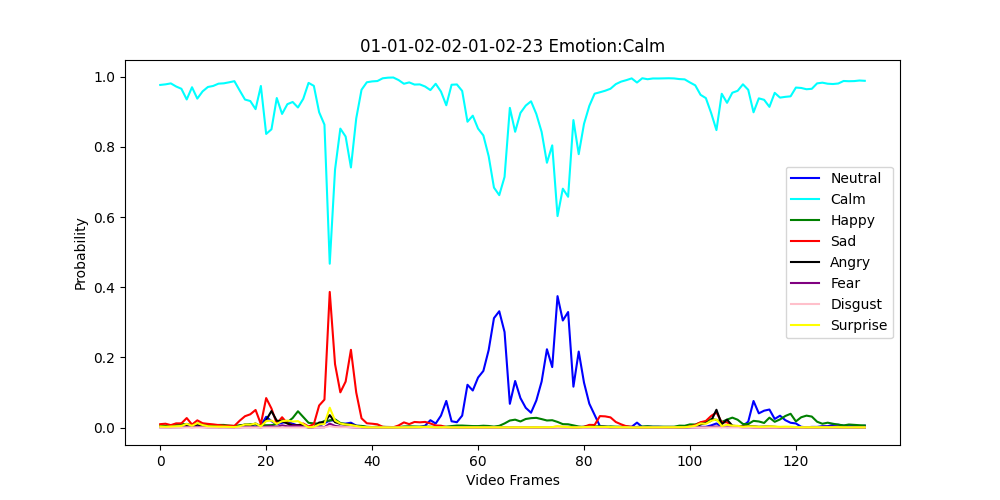 01-01-02-02-01-02-23 Emotion:Calm
Probability
1.0
0.8
0.6
0.4
0.2
0.0
Neutral
Calm
Happy
Sad
Angry
Fear
Disgust
Surprise
0 20 40 60 80 100 120
Video Frames